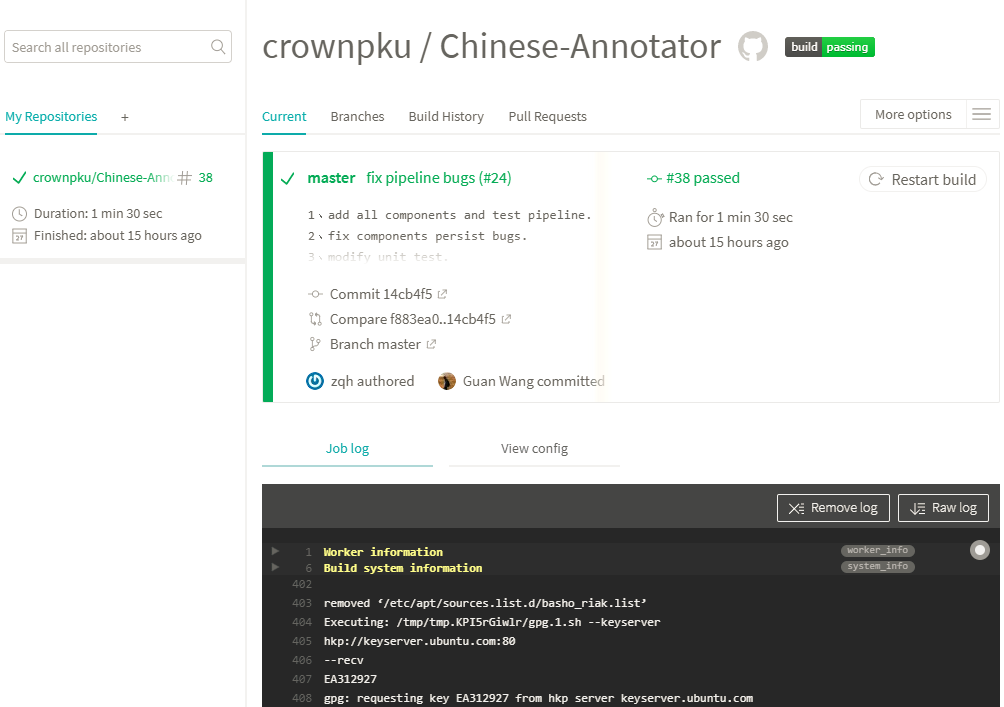 Search all repositories
crownpku / Chinese-Annotator
build passing
My Repositories +
Current Branches Build History Pull Requests
More options
crownpku/Chinese-Ann # 38
Duration: 1 min 30 sec
Finished: about 15 hours ago
master fix pipeline bugs (#24)
1、add all components and test pipeline.
2、fix components persist bugs.
3、modify unit test.
Commit 14cb4f5
Compare f883ea0..14cb4f5
Branch master
zqh authored Guan Wang committed
#38 passed
Ran for 1 min 30 sec
about 15 hours ago
Restart build
Job log View config
Remove log Raw log
1 Worker information worker_info
6 Build system information system_info
402
403 removed ‘/etc/apt/sources.list.d/basho_riak.list’
404 Executing: /tmp/tmp.KPI5rGiwlr/gpg.1.sh --keyserver
405 hkp://keyserver.ubuntu.com:80
406 --recv
407 EA312927
408 gpg: requesting key EA312927 from hkp server keyserver.ubuntu.com